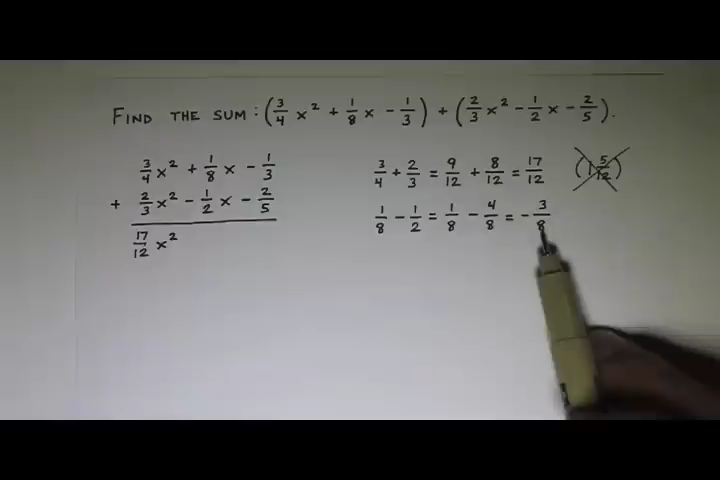 FIND THE SUM: (3/4 x² + 1/8 x - 1/3) + (2/3 x² - 1/2 x - 2/5).
3/4 x² + 1/8 x - 1/3
+ 2/3 x² - 1/2 x - 2/5
17/12 x²
3/4 + 2/3 = 9/12 + 8/12 = 17/12 (1 5/12)
1/8 - 1/2 = 1/8 - 4/8 = - 3/8